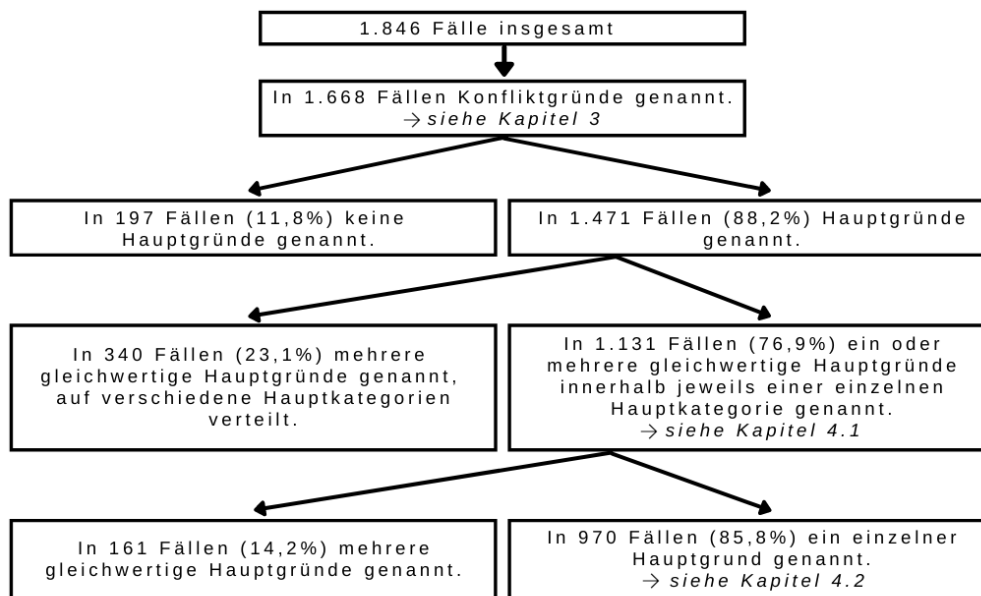 1.846 Fälle insgesamt
In 1.668 Fällen Konfliktgründe genannt.
→ siehe Kapitel 3
In 197 Fällen (11,8%) keine
Hauptgründe genannt.
In 1.471 Fällen (88,2%) Hauptgründe
genannt.
In 340 Fällen (23,1%) mehrere
gleichwertige Hauptgründe genannt,
auf verschiedene Hauptkategorien
verteilt.
In 1.131 Fällen (76,9%) ein oder
mehrere gleichwertige Hauptgründe
innerhalb jeweils einer einzelnen
Hauptkategorie genannt.
→ siehe Kapitel 4.1
In 161 Fällen (14,2%) mehrere
gleichwertige Hauptgründe genannt.
In 970 Fällen (85,8%) ein einzelner
Hauptgrund genannt.
→ siehe Kapitel 4.2